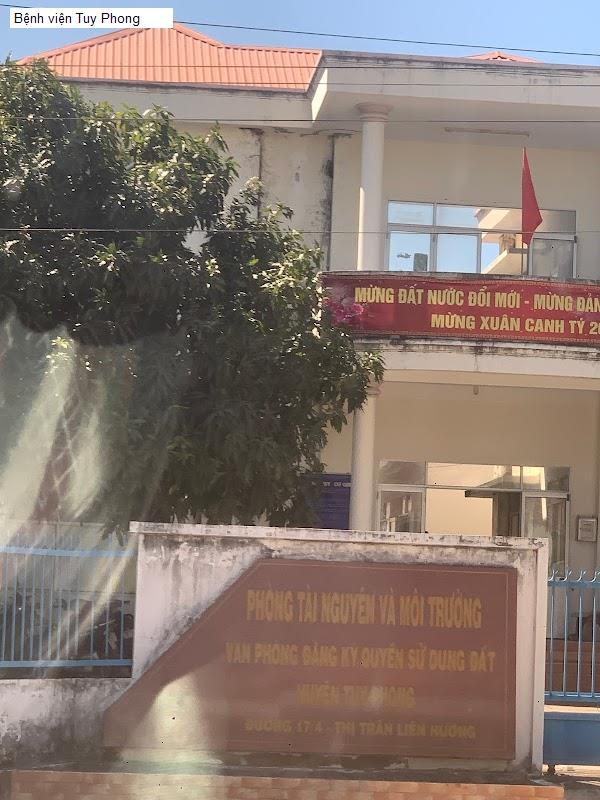 Bệnh viện Tuy Phong
MỪNG ĐẤT NƯỚC ĐỔI MỚI - MỪNG ĐẢN
MỪNG XUÂN CANH TÝ 20
PHÒNG TÀI NGUYÊN VÀ MÔI TRƯỜNG
VĂN PHÒNG ĐĂNG KÝ QUYỀN SỬ DỤNG ĐẤT
HUYỆN TUY PHONG
ĐƯỜNG 17/4 - THỊ TRẤN LIÊN HƯƠNG